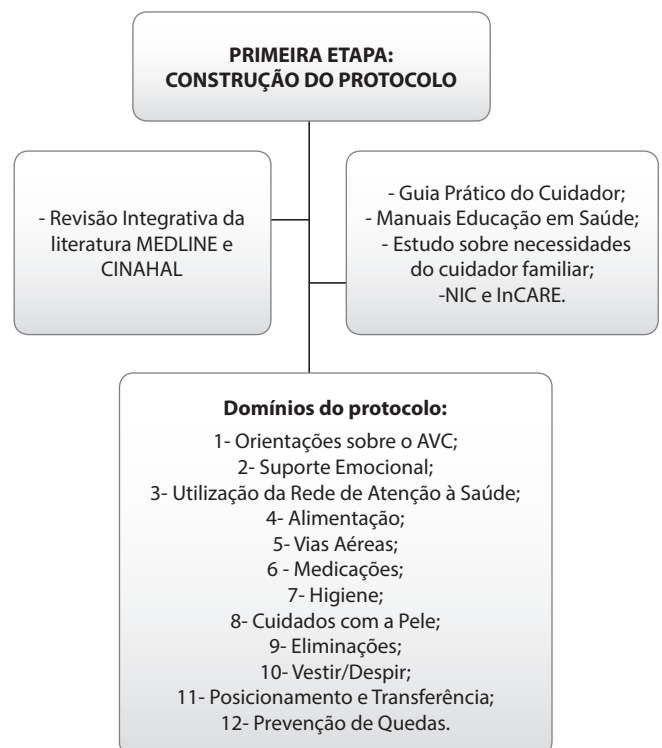 PRIMEIRA ETAPA:
CONSTRUÇÃO DO PROTOCOLO
- Revisão Integrativa da
literatura MEDLINE e
CINAHAL
- Guia Prático do Cuidador;
- Manuais Educação em Saúde;
- Estudo sobre necessidades
do cuidador familiar;
-NIC e InCARE.
Domínios do protocolo:
1- Orientações sobre o AVC;
2- Suporte Emocional;
3- Utilização da Rede de Atenção à Saúde;
4- Alimentação;
5- Vias Aéreas;
6 - Medicações;
7- Higiene;
8- Cuidados com a Pele;
9- Eliminações;
10- Vestir/Despir;
11- Posicionamento e Transferência;
12- Prevenção de Quedas.